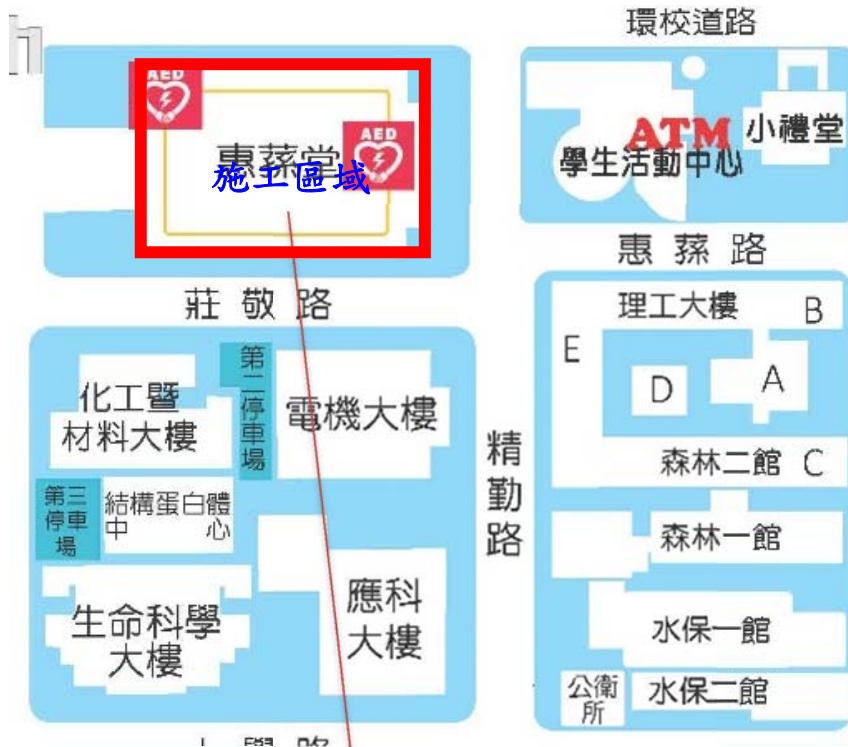 環校道路
AED
惠蓀堂
AED
施工區域
ATM
小禮堂
學生活動中心
惠蓀路
莊敬路
理工大樓
B
E
D
A
第二停車場
化工暨
材料大樓
電機大樓
精勤路
森林二館
C
第三
停車
場
結構蛋白體
中心
森林一館
應科
大樓
生命科學
大樓
水保一館
公衛
所
水保二館
大學路